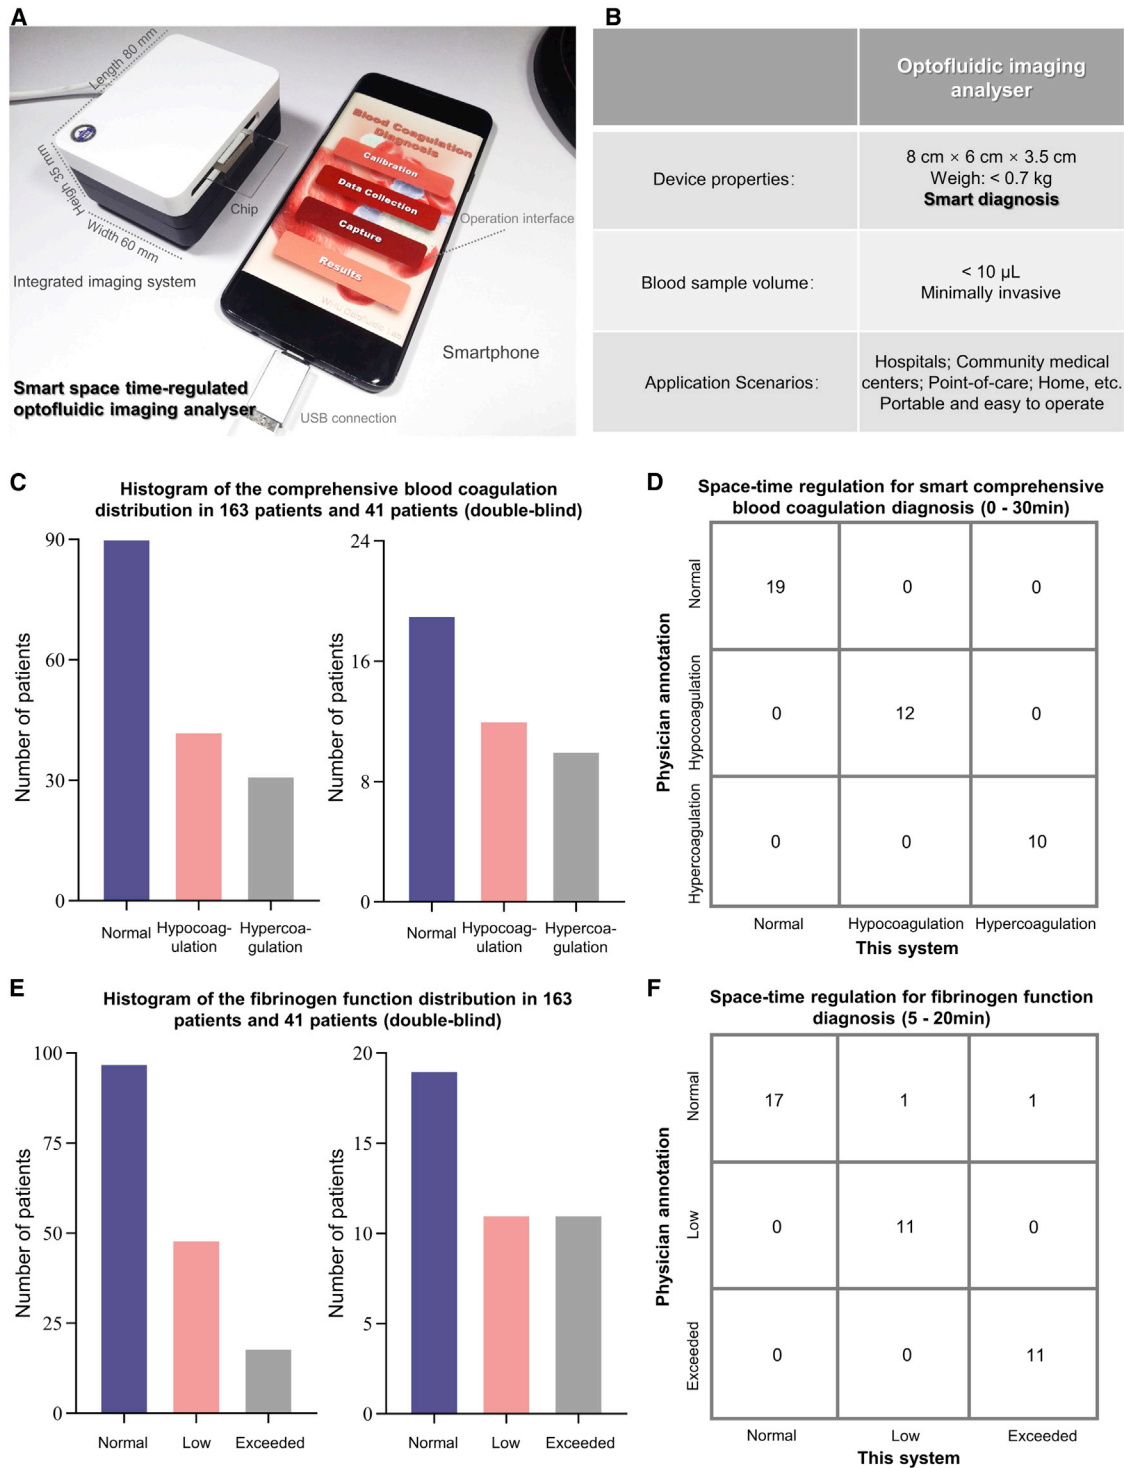 A
Length 80 mm
Heigh 35 mm
Width 60 mm
Chip
Integrated imaging system
Blood Coagulation
Diagnosis
Calibration
Data Collection
Capture
Results
Operation interface
Smartphone
Smart space time-regulated
optofluidic imaging analyser
USB connection
B
Optofluidic imaging
analyser
Device properties:
8 cm × 6 cm × 3.5 cm
Weigh: < 0.7 kg
Smart diagnosis
Blood sample volume:
< 10 μL
Minimally invasive
Application Scenarios:
Hospitals; Community medical
centers; Point-of-care; Home, etc.
Portable and easy to operate
C
Histogram of the comprehensive blood coagulation
distribution in 163 patients and 41 patients (double-blind)
Number of patients
90
60
30
0
Normal
Hypocoag-
ulation
Hypercoa-
gulation
Number of patients
24
16
8
0
Normal
Hypocoag-
ulation
Hypercoa-
gulation
D
Space-time regulation for smart comprehensive
blood coagulation diagnosis (0 - 30min)
Physician annotation
Normal
19 0 0
Hypocoagulation
0 12 0
Hypercoagulation
0 0 10
Normal Hypocoagulation Hypercoagulation
This system
E
Histogram of the fibrinogen function distribution in 163
patients and 41 patients (double-blind)
Number of patients
100
75
50
25
0
Normal Low Exceeded
Number of patients
20
15
10
5
0
Normal Low Exceeded
F
Space-time regulation for fibrinogen function
diagnosis (5 - 20min)
Physician annotation
Normal
17 1 1
Low
0 11 0
Exceeded
0 0 11
Normal Low Exceeded
This system